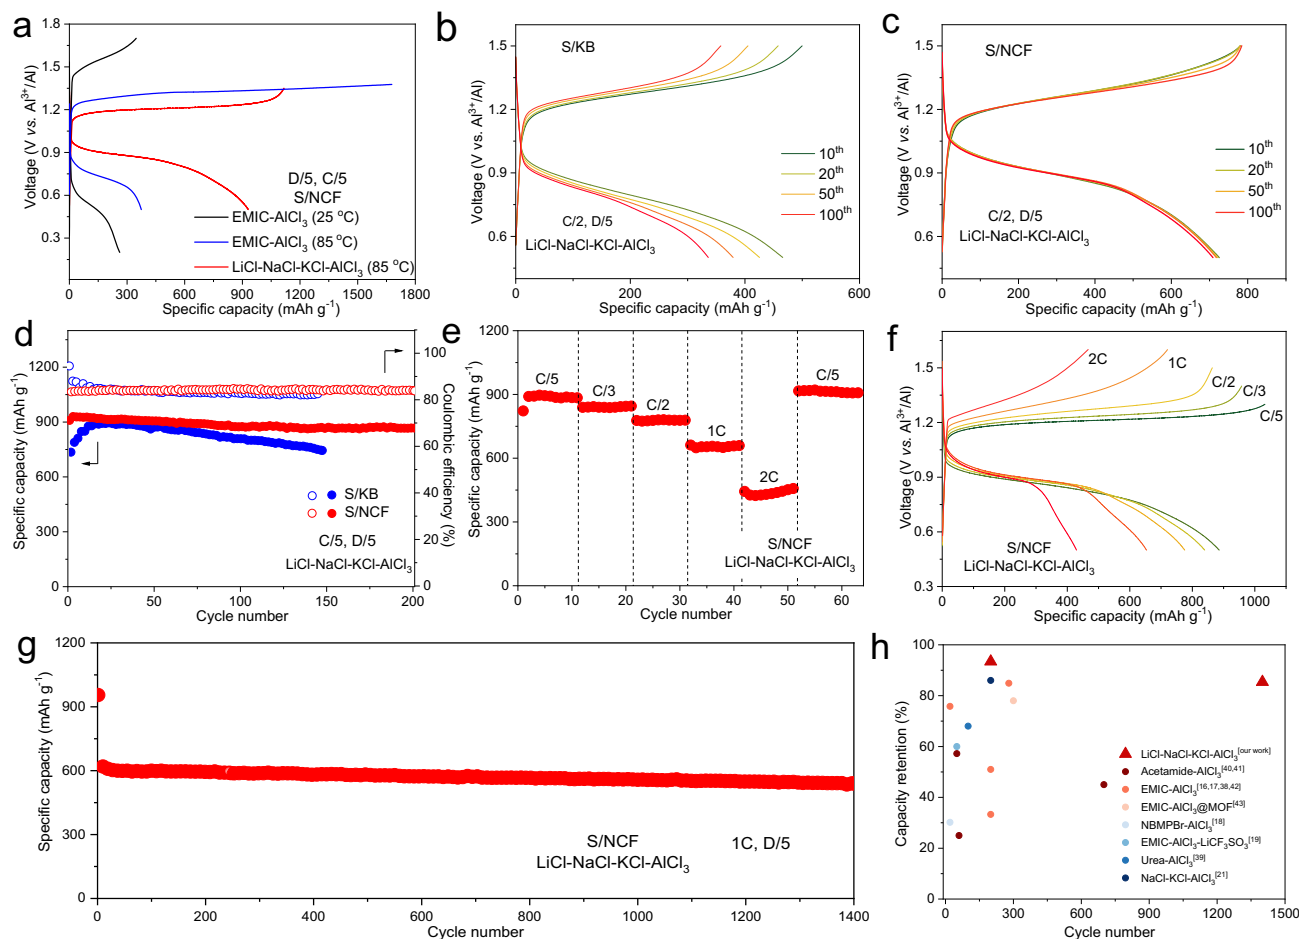 a
Voltage (V vs. Al³⁺/Al)
1.8
1.5
1.2
0.9
0.6
0.3
D/5, C/5
S/NCF
EMIC-AlCl₃ (25 °C)
EMIC-AlCl₃ (85 °C)
LiCl-NaCl-KCl-AlCl₃ (85 °C)
0 300 600 900 1200 1500 1800
Specific capacity (mAh g⁻¹)
b
Voltage (V vs. Al³⁺/Al)
1.5
1.0
0.5
S/KB
10th
20th
50th
100th
C/2, D/5
LiCl-NaCl-KCl-AlCl₃
0 200 400 600
Specific capacity (mAh g⁻¹)
c
Voltage (V vs. Al³⁺/Al)
1.5
1.2
0.9
0.6
S/NCF
10th
20th
50th
100th
C/2, D/5
LiCl-NaCl-KCl-AlCl₃
0 200 400 600 800
Specific capacity (mAh g⁻¹)
d
Specific capacity (mAh g⁻¹)
1200
900
600
300
0
100
80
60
40
20
0
Coulombic efficiency (%)
S/KB
S/NCF
C/5, D/5
LiCl-NaCl-KCl-AlCl₃
0 50 100 150 200
Cycle number
e
Specific capacity (mAh g⁻¹)
1200
900
600
300
0
C/5
C/3
C/2
1C
2C
C/5
S/NCF
LiCl-NaCl-KCl-AlCl₃
0 10 20 30 40 50 60
Cycle number
f
Voltage (V vs. Al³⁺/Al)
1.8
1.5
1.2
0.9
0.6
0.3
2C
1C
C/2
C/3
C/5
S/NCF
LiCl-NaCl-KCl-AlCl₃
0 200 400 600 800 1000
Specific capacity (mAh g⁻¹)
g
Specific capacity (mAh g⁻¹)
1200
900
600
300
0
S/NCF
LiCl-NaCl-KCl-AlCl₃
1C, D/5
0 200 400 600 800 1000 1200 1400
Cycle number
h
Capacity retention (%)
100
80
60
40
20
0
LiCl-NaCl-KCl-AlCl₃[our work]
Acetamide-AlCl₃[40,41]
EMIC-AlCl₃[16,17,38,42]
EMIC-AlCl₃@MOF[43]
NBMPBr-AlCl₃[18]
EMIC-AlCl₃-LiCF₃SO₃[19]
Urea-AlCl₃[39]
NaCl-KCl-AlCl₃[21]
0 300 600 900 1200 1500
Cycle number